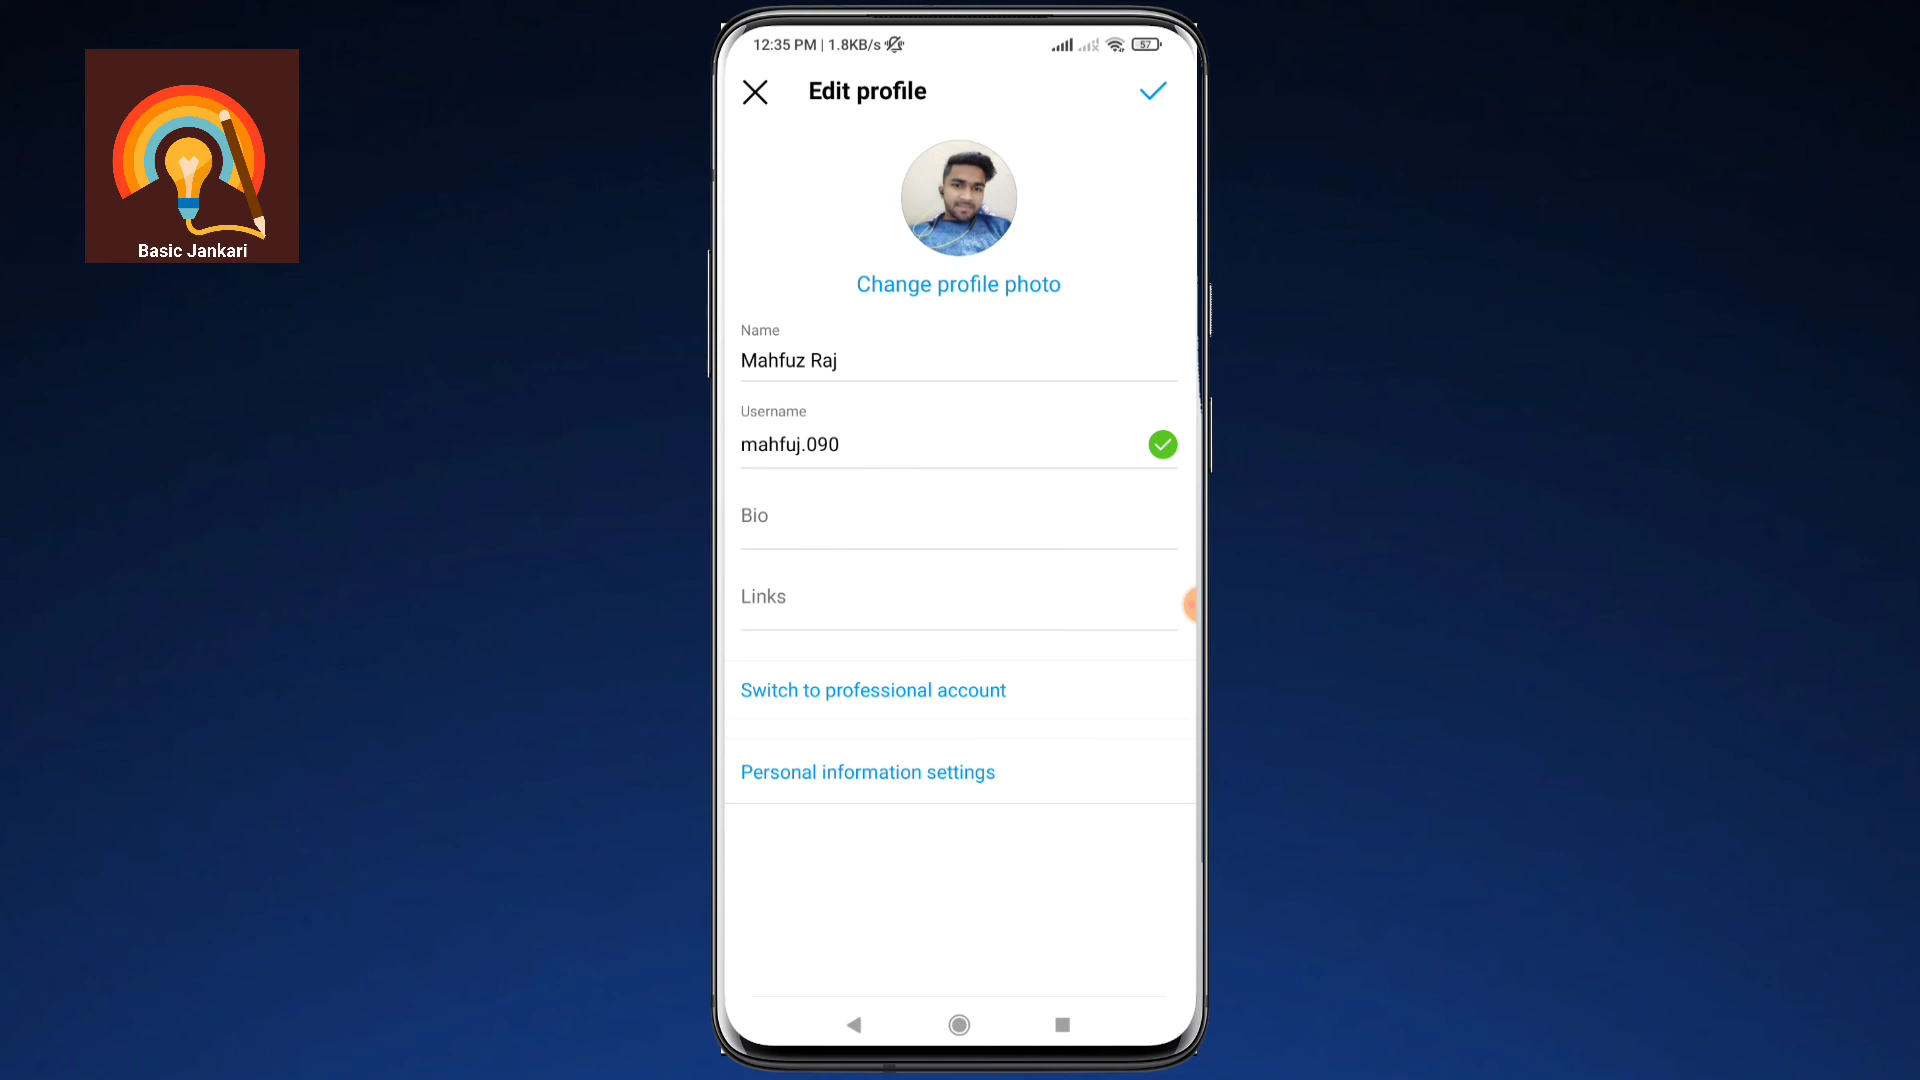 Basic Jankari
12:35 PM | 1.8KB/s
57
Edit profile
Change profile photo
Name
Mahfuz Raj
Username
mahfuj.090
Bio
Links
Switch to professional account
Personal information settings